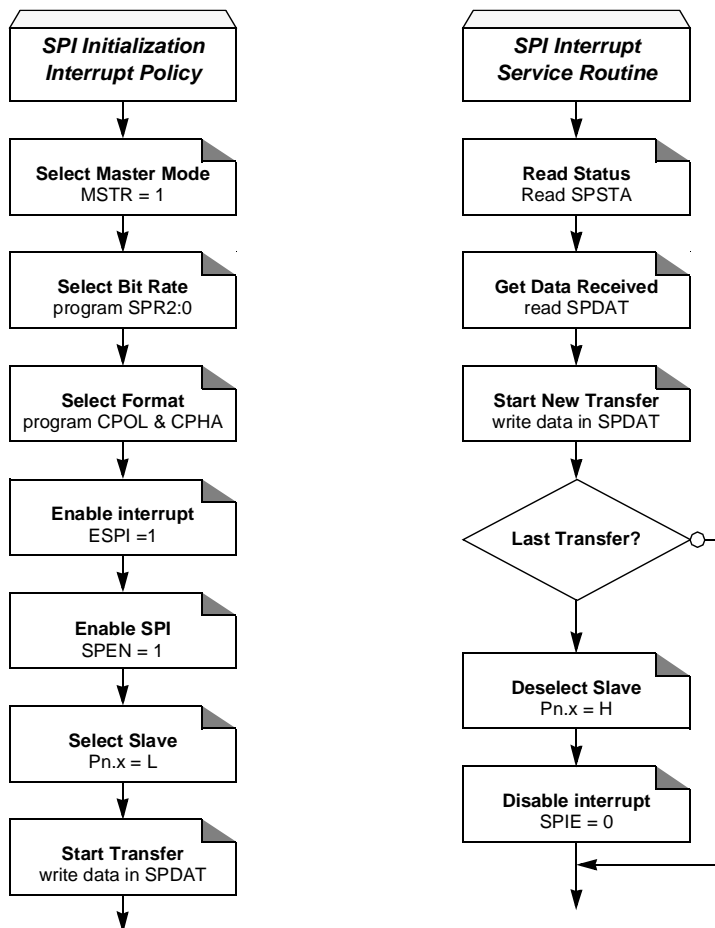 SPI Initialization
Interrupt Policy
Select Master Mode
MSTR = 1
Select Bit Rate
program SPR2:0
Select Format
program CPOL & CPHA
Enable interrupt
ESPI =1
Enable SPI
SPEN = 1
Select Slave
Pn.x = L
Start Transfer
write data in SPDAT
SPI Interrupt
Service Routine
Read Status
Read SPSTA
Get Data Received
read SPDAT
Start New Transfer
write data in SPDAT
Last Transfer?
Deselect Slave
Pn.x = H
Disable interrupt
SPIE = 0